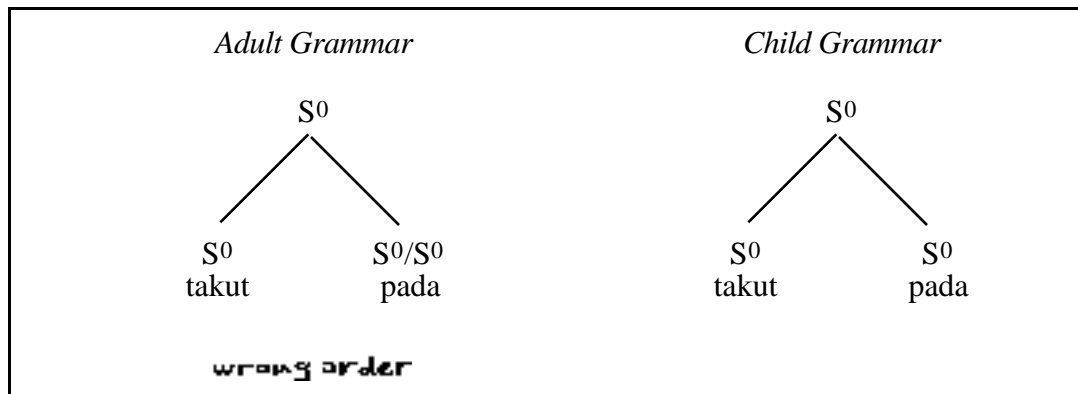 Adult Grammar Child Grammar
S⁰ S⁰
S⁰ S⁰/S⁰ S⁰ S⁰
takut pada takut pada
wrong order